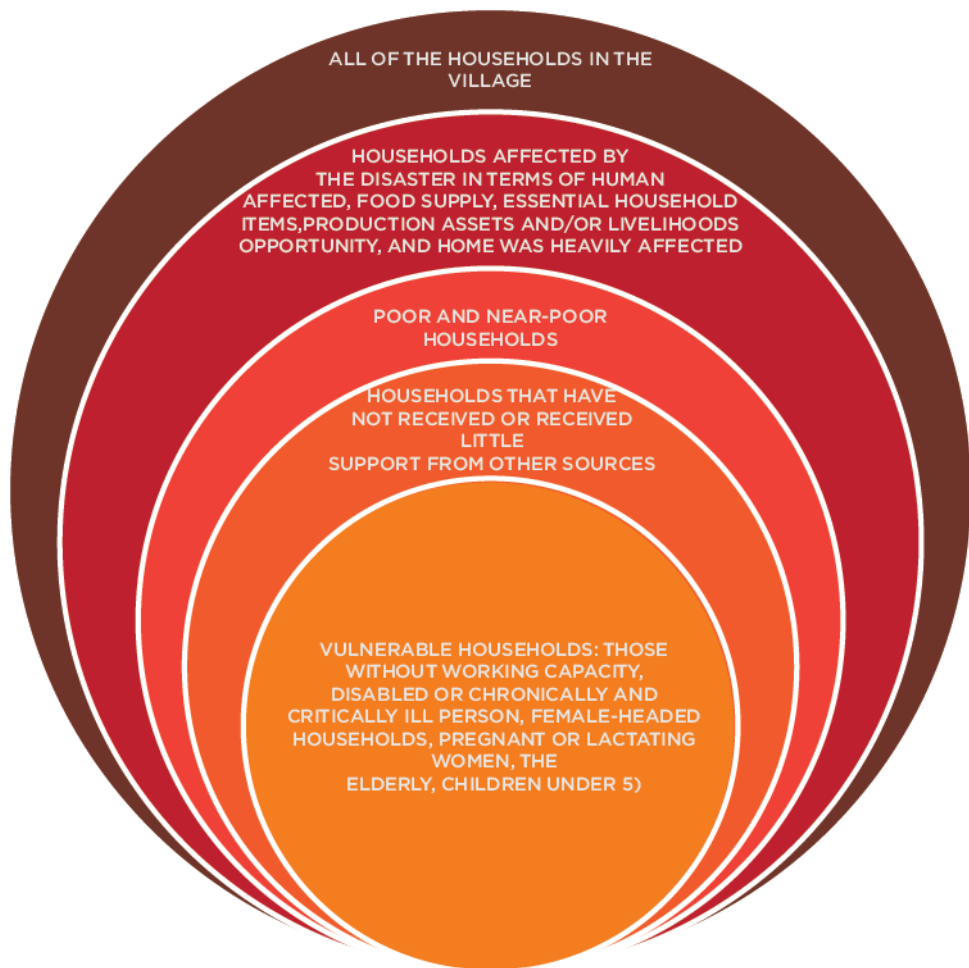 ALL OF THE HOUSEHOLDS IN THE
VILLAGE
HOUSEHOLDS AFFECTED BY
THE DISASTER IN TERMS OF HUMAN
AFFECTED, FOOD SUPPLY, ESSENTIAL HOUSEHOLD
ITEMS,PRODUCTION ASSETS AND/OR LIVELIHOODS
OPPORTUNITY, AND HOME WAS HEAVILY AFFECTED
POOR AND NEAR-POOR
HOUSEHOLDS
HOUSEHOLDS THAT HAVE
NOT RECEIVED OR RECEIVED
LITTLE
SUPPORT FROM OTHER SOURCES
VULNERABLE HOUSEHOLDS: THOSE
WITHOUT WORKING CAPACITY,
DISABLED OR CHRONICALLY AND
CRITICALLY ILL PERSON, FEMALE-HEADED
HOUSEHOLDS, PREGNANT OR LACTATING
WOMEN, THE
ELDERLY, CHILDREN UNDER 5)